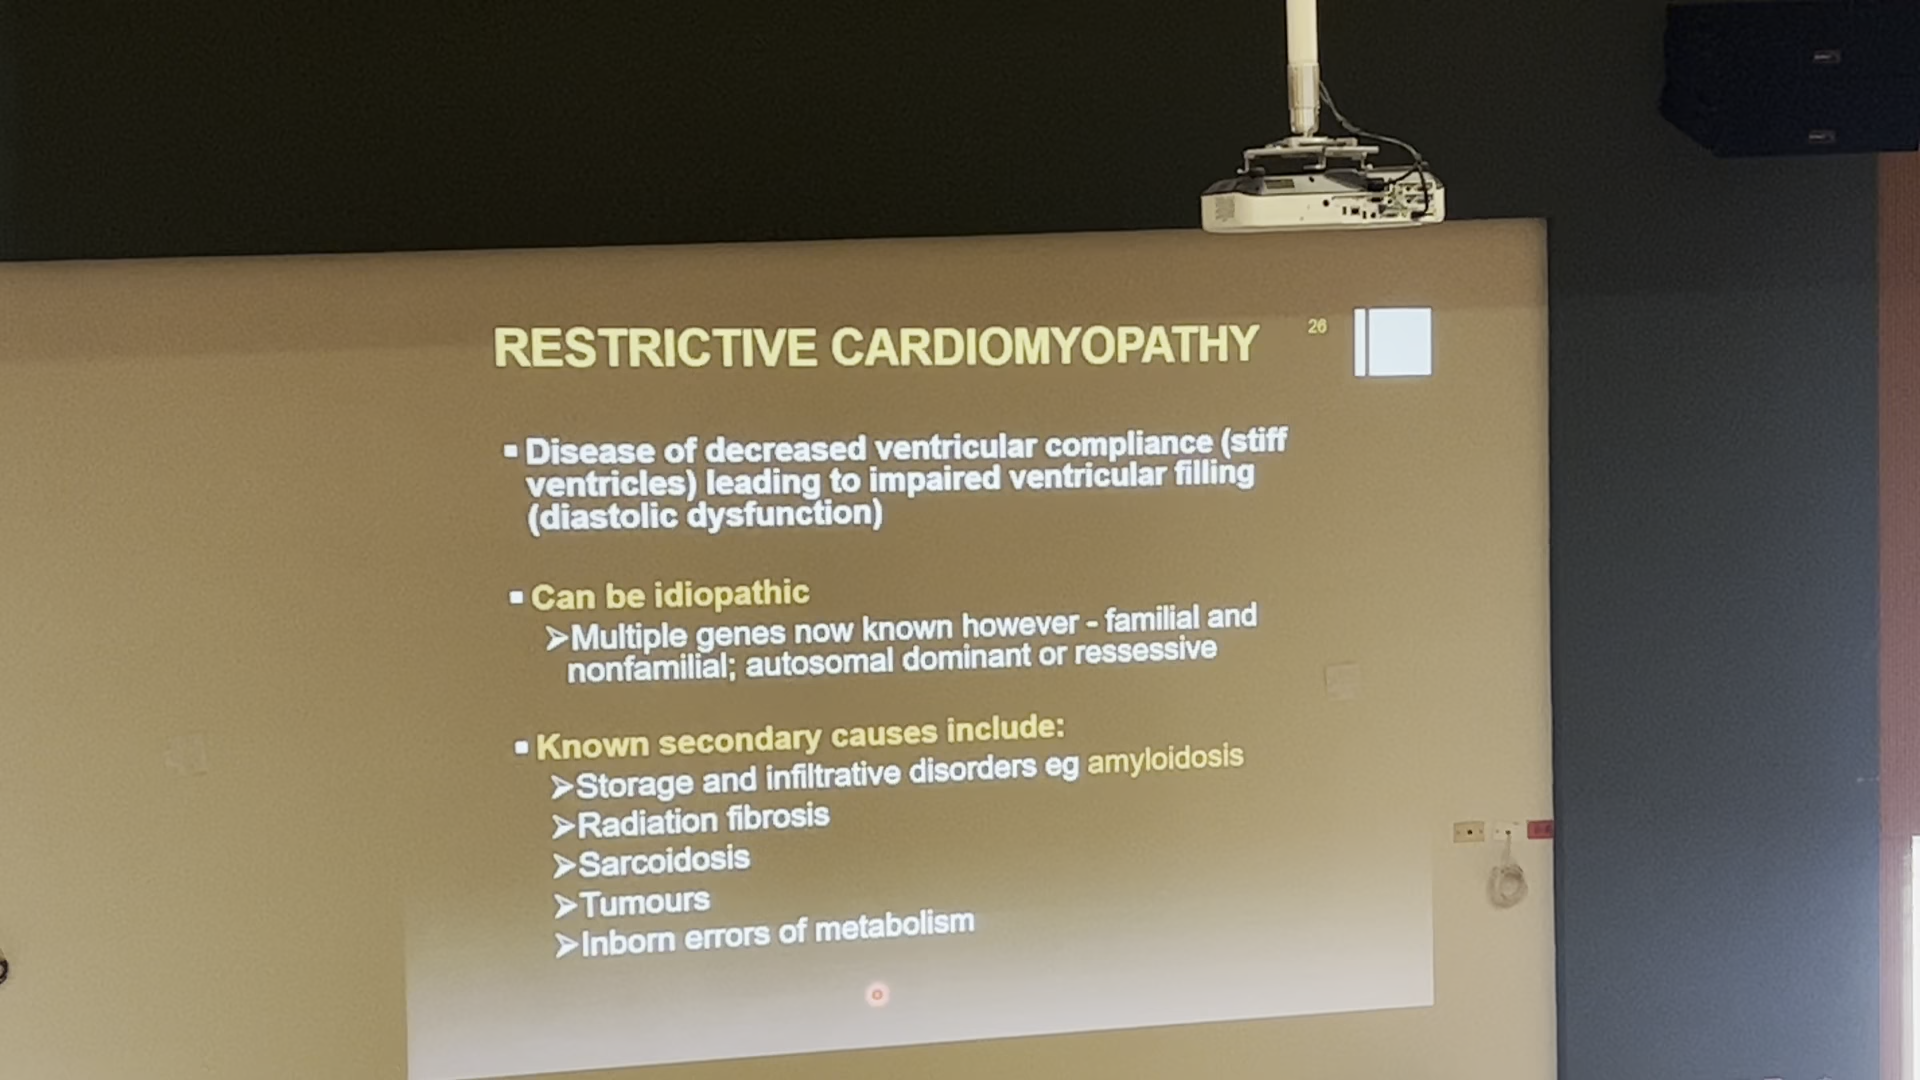 RESTRICTIVE CARDIOMYOPATHY
26
▪ Disease of decreased ventricular compliance (stiff
ventricles) leading to impaired ventricular filling
(diastolic dysfunction)
▪ Can be idiopathic
➢Multiple genes now known however - familial and
nonfamilial; autosomal dominant or ressessive
▪ Known secondary causes include:
➢Storage and infiltrative disorders eg amyloidosis
➢Radiation fibrosis
➢Sarcoidosis
➢Tumours
➢Inborn errors of metabolism